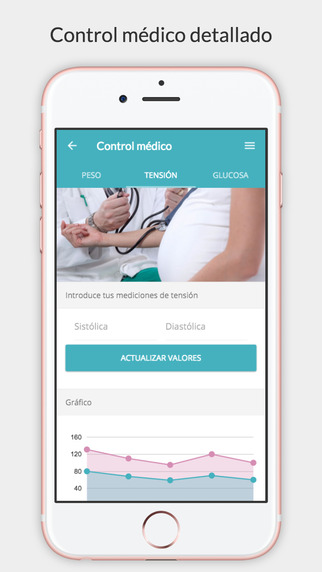 Control médico detallado
Control médico
PESO TENSIÓN GLUCOSA
Introduce tus mediciones de tensión
Sistólica Diastólica
ACTUALIZAR VALORES
Gráfico
160
120
80
40